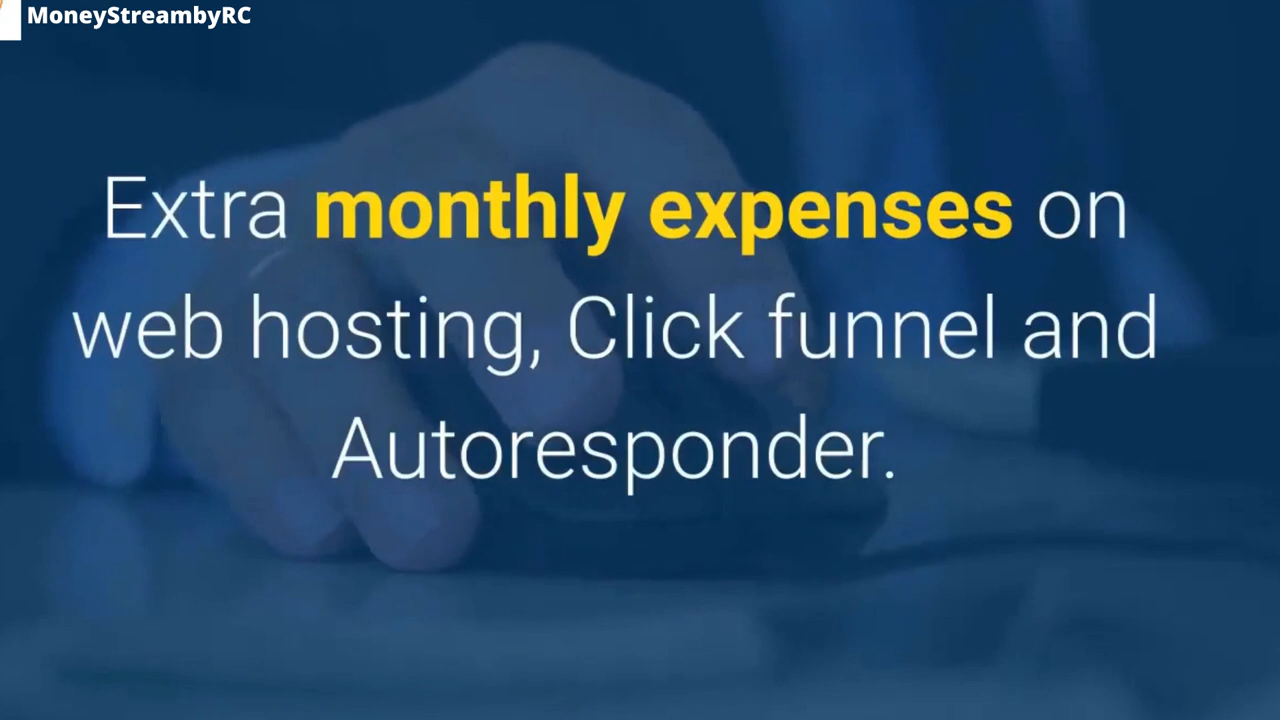 MoneyStreambyRC
Extra monthly expenses on
web hosting, Click funnel and
Autoresponder.